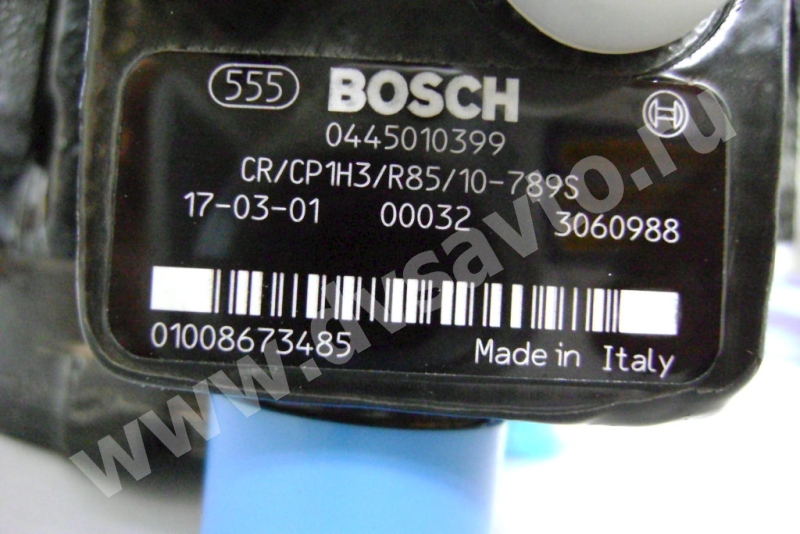 555 BOSCH
0445010399
CR/CP1H3/R85/10-789S
17-03-01 00032 3060988
01008673485 Made in Italy
www.dvsavto.ru